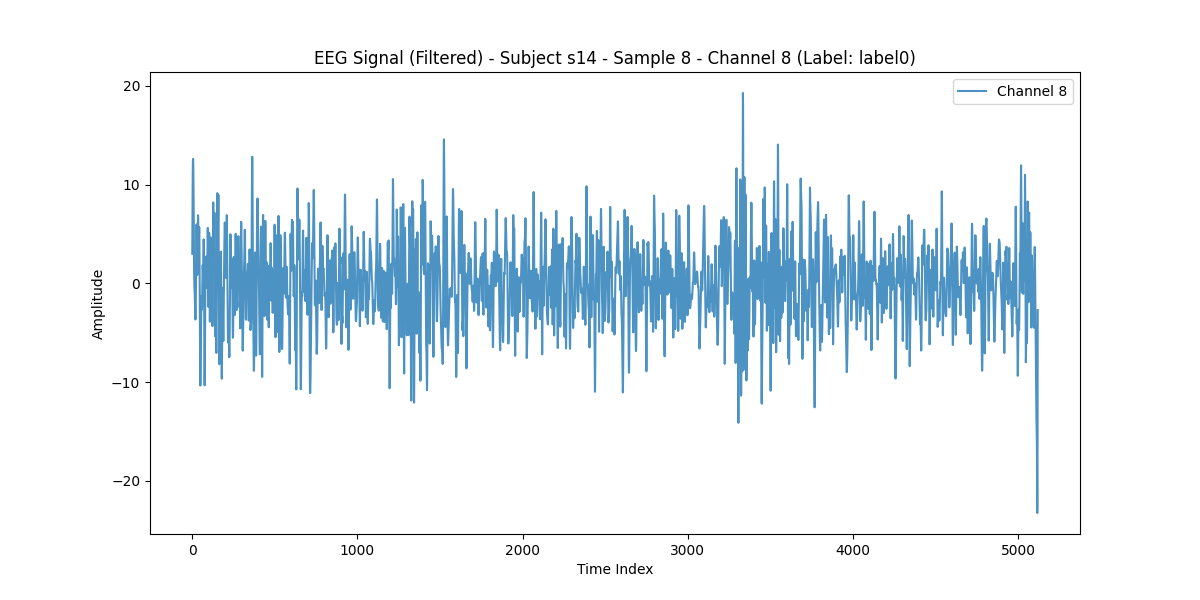 EEG Signal (Filtered) - Subject s14 - Sample 8 - Channel 8 (Label: label0)
Channel 8
20
10
0
−10
−20
Amplitude
0 1000 2000 3000 4000 5000
Time Index